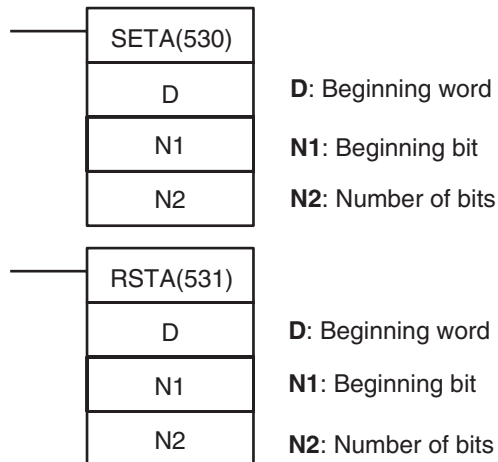 SETA(530)
D D: Beginning word
N1 N1: Beginning bit
N2 N2: Number of bits
RSTA(531)
D D: Beginning word
N1 N1: Beginning bit
N2 N2: Number of bits